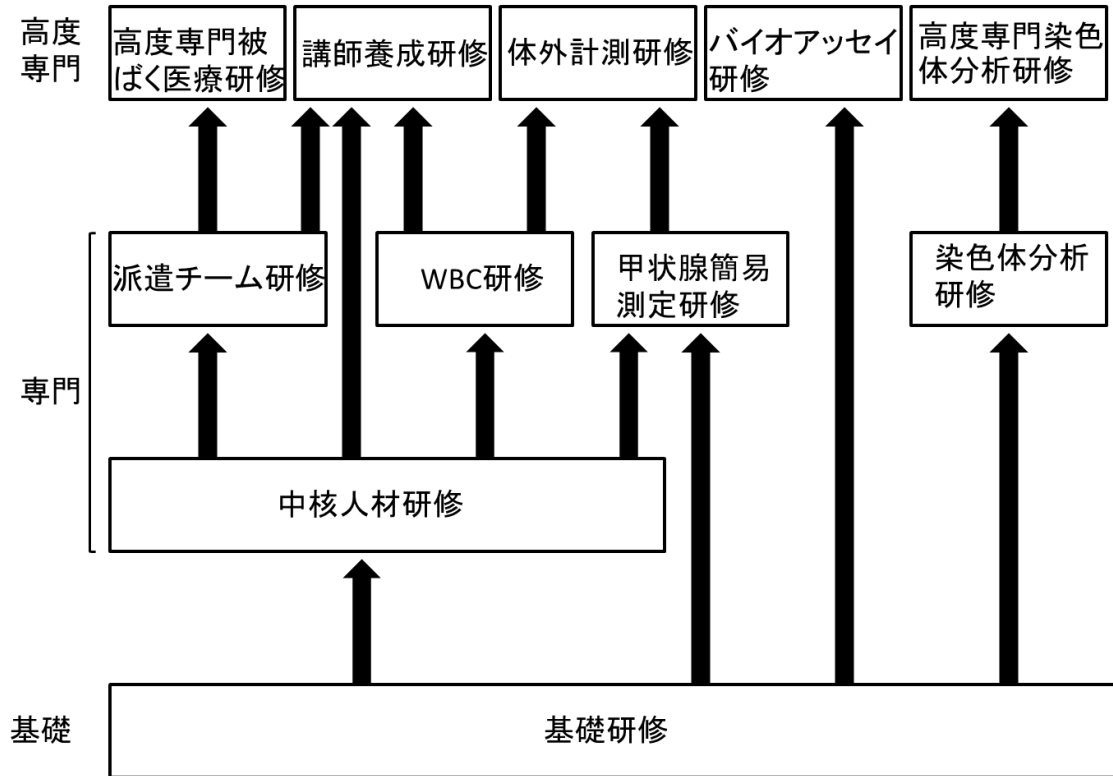 高度
専門
高度専門被
ばく医療研修
講師養成研修
体外計測研修
バイオアッセイ
研修
高度専門染色
体分析研修
専門
派遣チーム研修
WBC研修
甲状腺簡易
測定研修
染色体分析
研修
中核人材研修
基礎
基礎研修